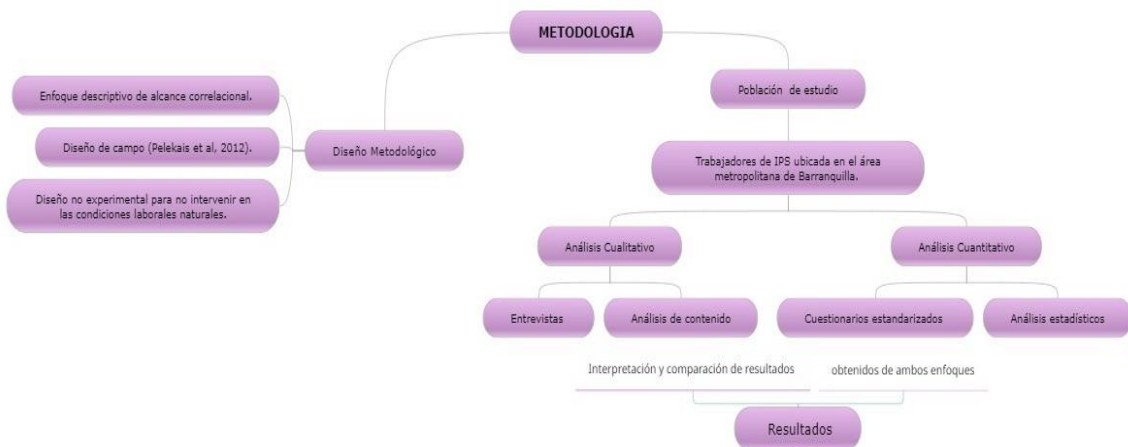 METODOLOGIA
Enfoque descriptivo de alcance correlacional.
Diseño de campo (Pelekais et al, 2012).
Diseño no experimental para no intervenir en
las condiciones laborales naturales.
Diseño Metodológico
Población de estudio
Trabajadores de IPS ubicada en el área
metropolitana de Barranquilla.
Análisis Cualitativo
Análisis Cuantitativo
Entrevistas
Análisis de contenido
Cuestionarios estandarizados
Análisis estadísticos
Interpretación y comparación de resultados
obtenidos de ambos enfoques
Resultados